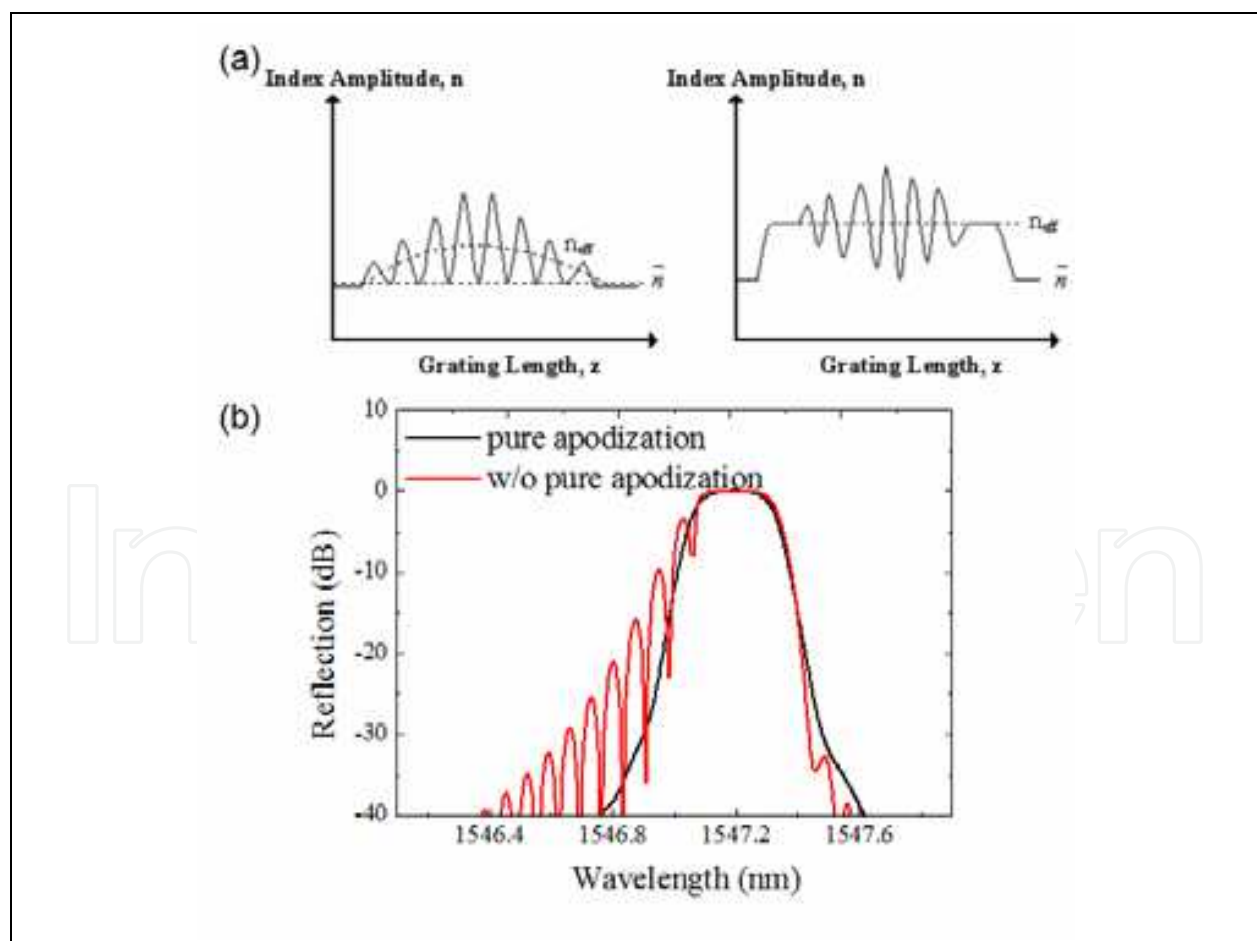 (a)
Index Amplitude, n
Index Amplitude, n
n_eff
n̄
n_eff
n̄
Grating Length, z
Grating Length, z
(b)
pure apodization
w/o pure apodization
10
0
-10
-20
-30
-40
Reflection (dB)
1546.4 1546.8 1547.2 1547.6
Wavelength (nm)